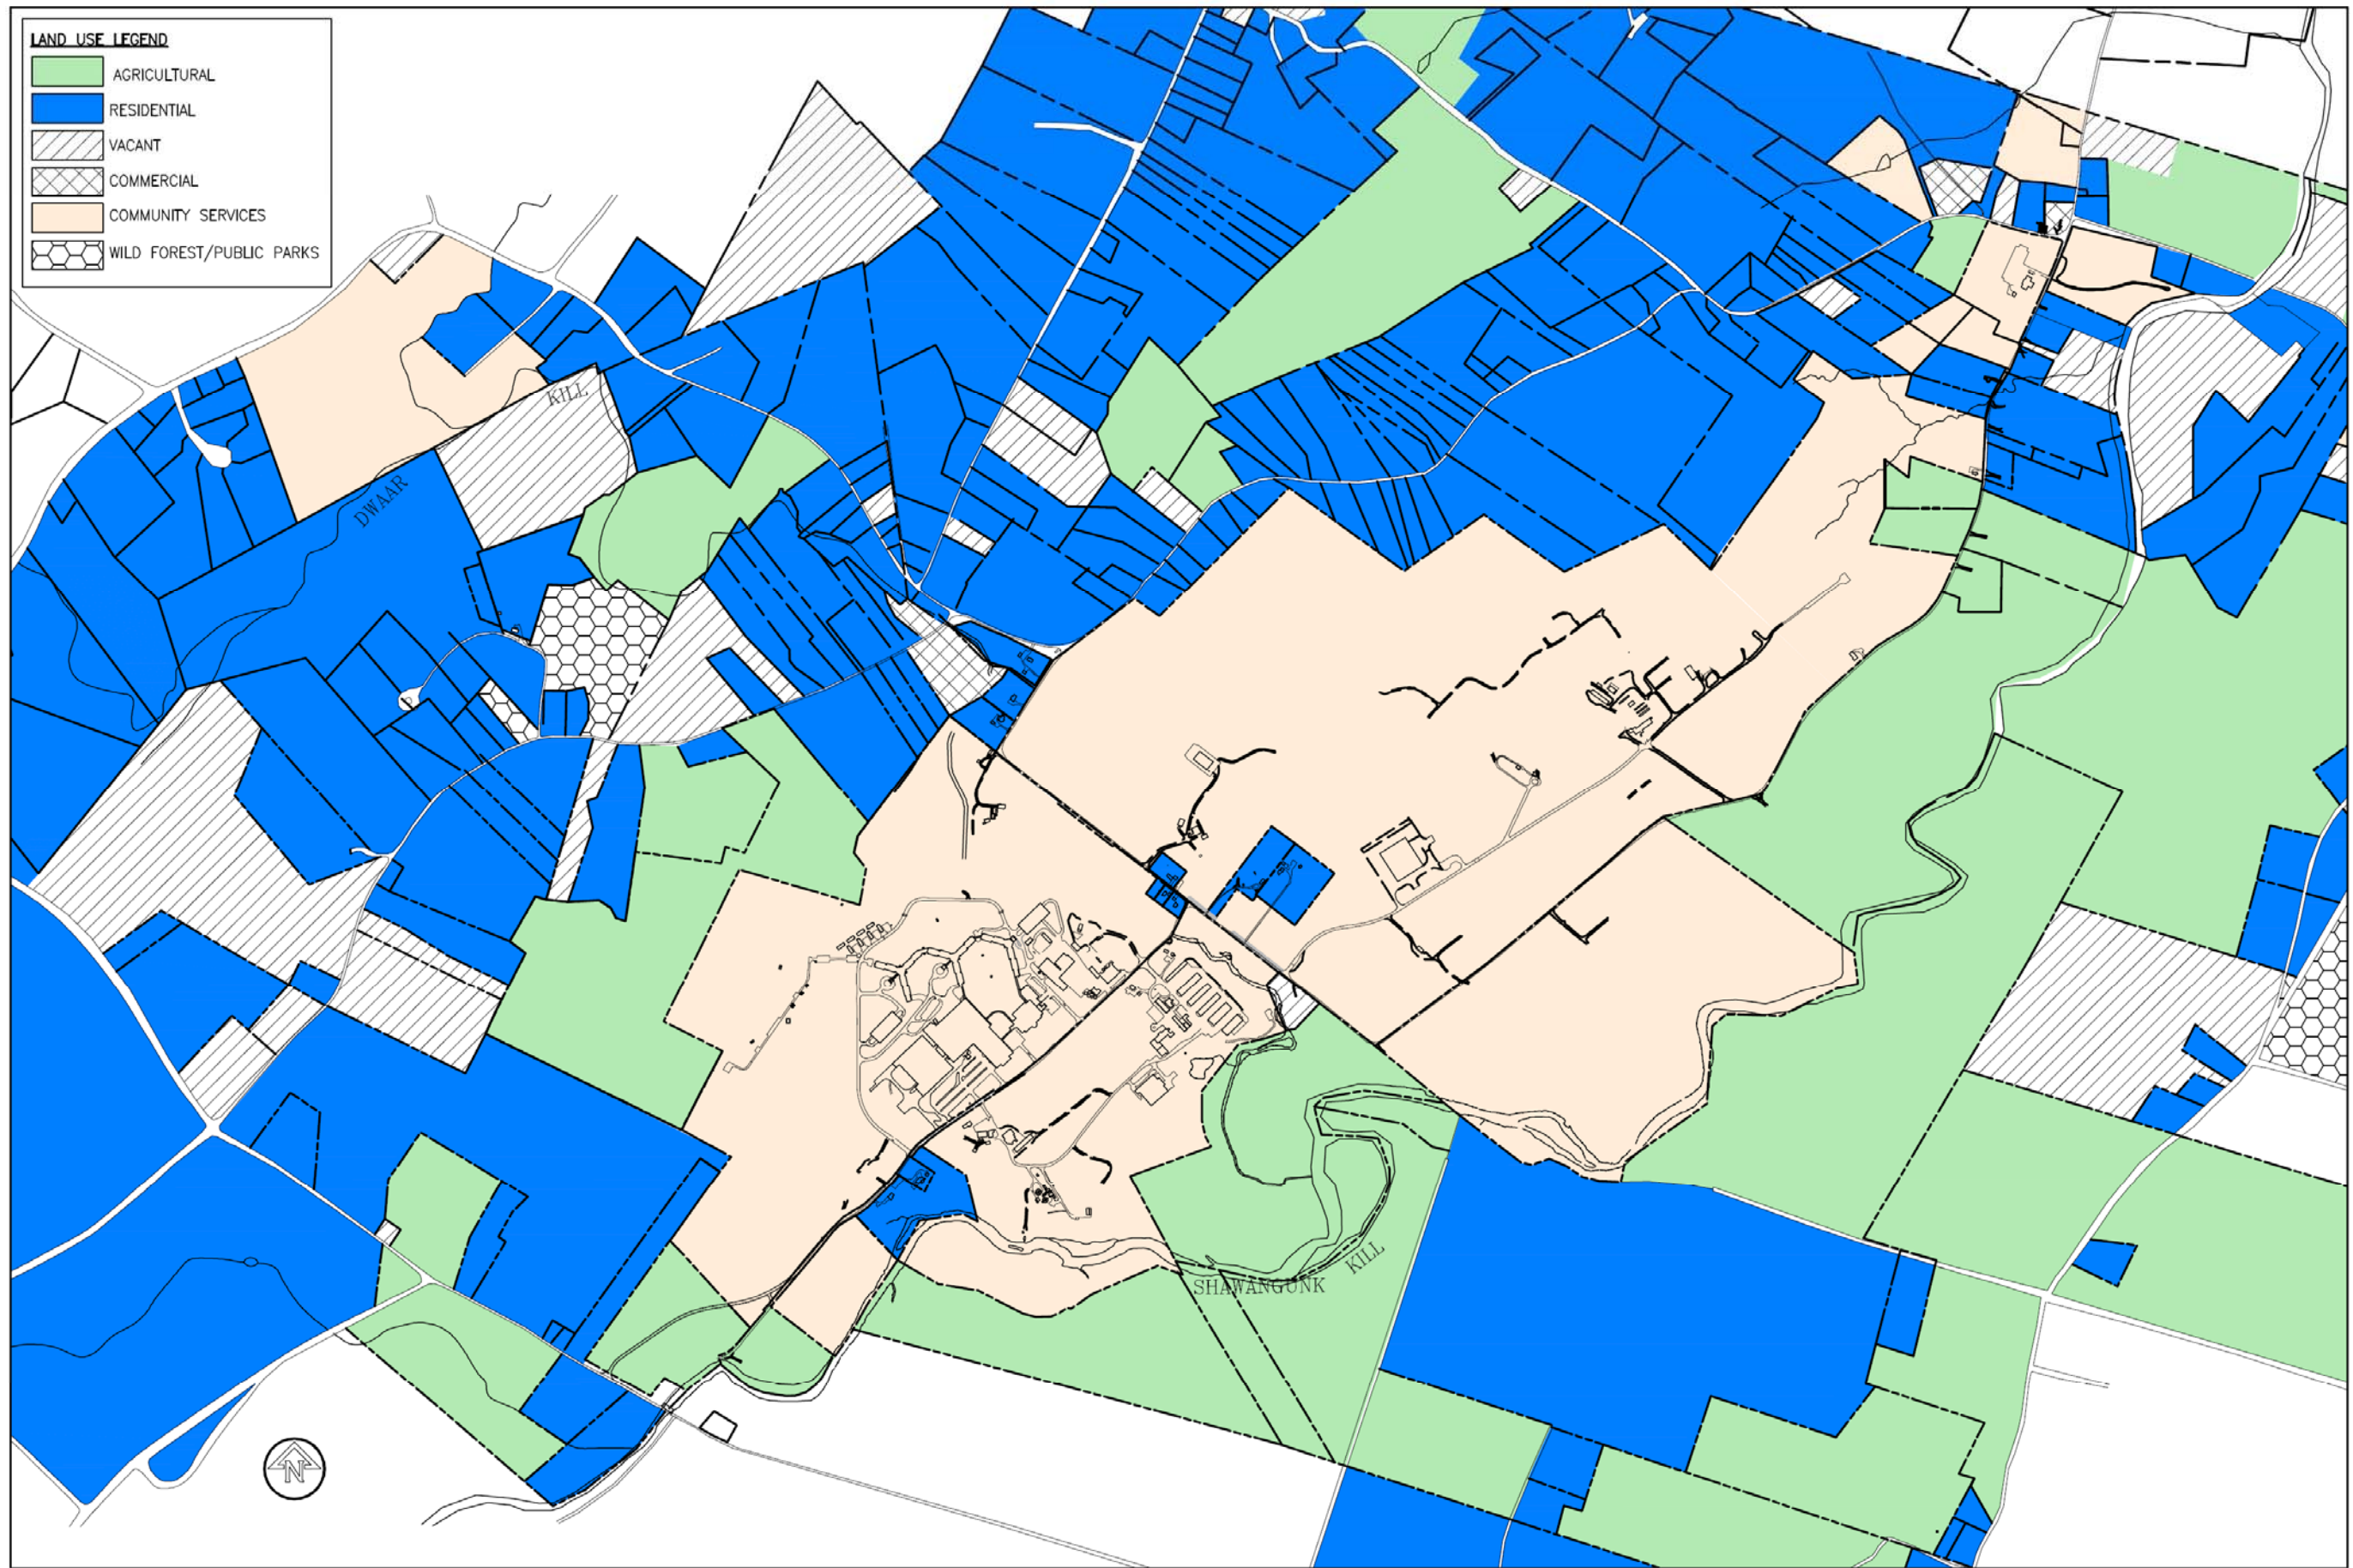 LAND USE LEGEND
AGRICULTURAL
RESIDENTIAL
VACANT
COMMERCIAL
COMMUNITY SERVICES
WILD FOREST/PUBLIC PARKS
KILL
DWAAR
KILL
SHAWANGUNK
N